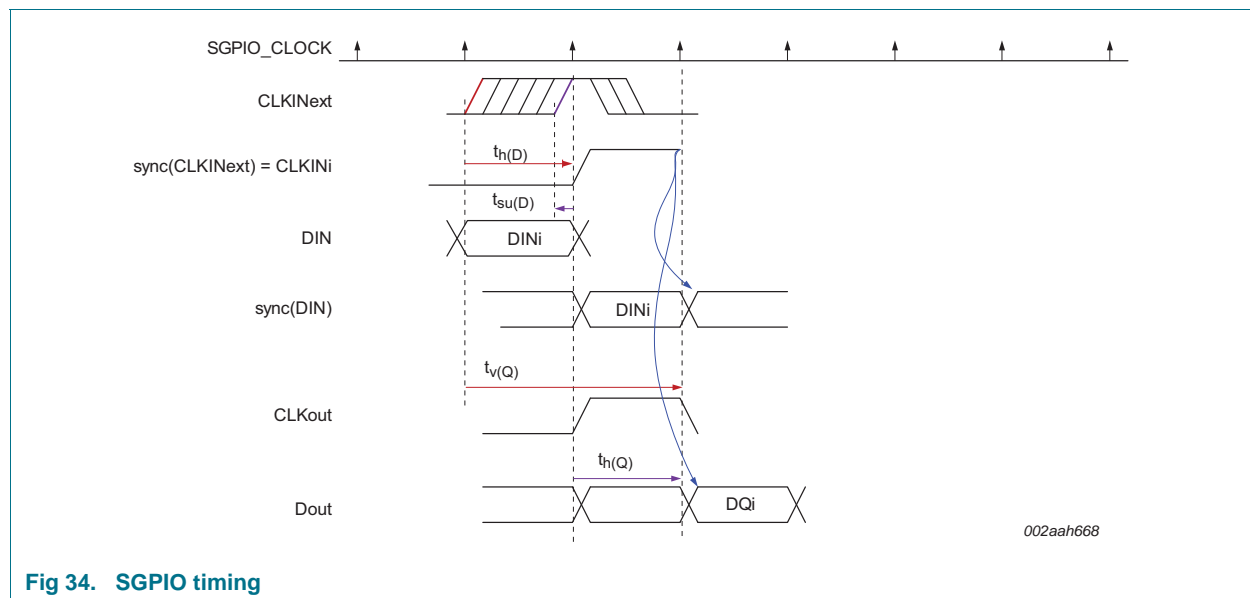 SGPIO_CLOCK
CLKINext
sync(CLKINext) = CLKINi
th(D)
tsu(D)
DIN
DINi
sync(DIN)
DINi
tv(Q)
CLKout
th(Q)
Dout
DQi
002aah668
Fig 34. SGPIO timing